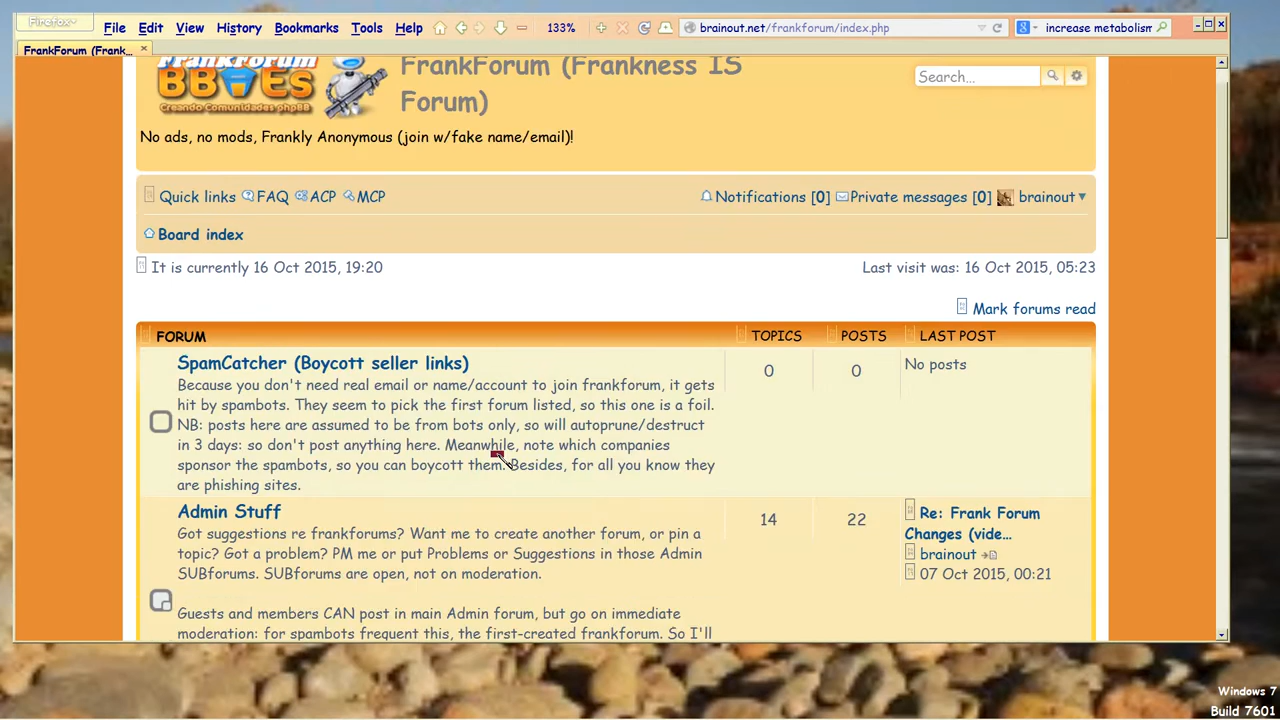 Firefox
File Edit View History Bookmarks Tools Help 133% brainout.net/frankforum/index.php increase metabolism
FrankForum (Frank...
FrankForum
BB ES
Creando Comunidades phpBB
FrankForum (Frankness IS
Forum)
Search...
No ads, no mods, Frankly Anonymous (join w/fake name/email)!
Quick links FAQ ACP MCP Notifications [0] Private messages [0] brainout
Board index
It is currently 16 Oct 2015, 19:20 Last visit was: 16 Oct 2015, 05:23
Mark forums read
FORUM TOPICS POSTS LAST POST
SpamCatcher (Boycott seller links) 0 0 No posts
Because you don't need real email or name/account to join frankforum, it gets
hit by spambots. They seem to pick the first forum listed, so this one is a foil.
NB: posts here are assumed to be from bots only, so will autoprune/destruct
in 3 days: so don't post anything here. Meanwhile, note which companies
sponsor the spambots, so you can boycott them. Besides, for all you know they
are phishing sites.
Admin Stuff 14 22 Re: Frank Forum
Changes (vide...
brainout
07 Oct 2015, 00:21
Got suggestions re frankforums? Want me to create another forum, or pin a
topic? Got a problem? PM me or put Problems or Suggestions in those Admin
SUBforums. SUBforums are open, not on moderation.
Guests and members CAN post in main Admin forum, but go on immediate
moderation: for spambots frequent this, the first-created frankforum. So I'll
Windows 7
Build 7601